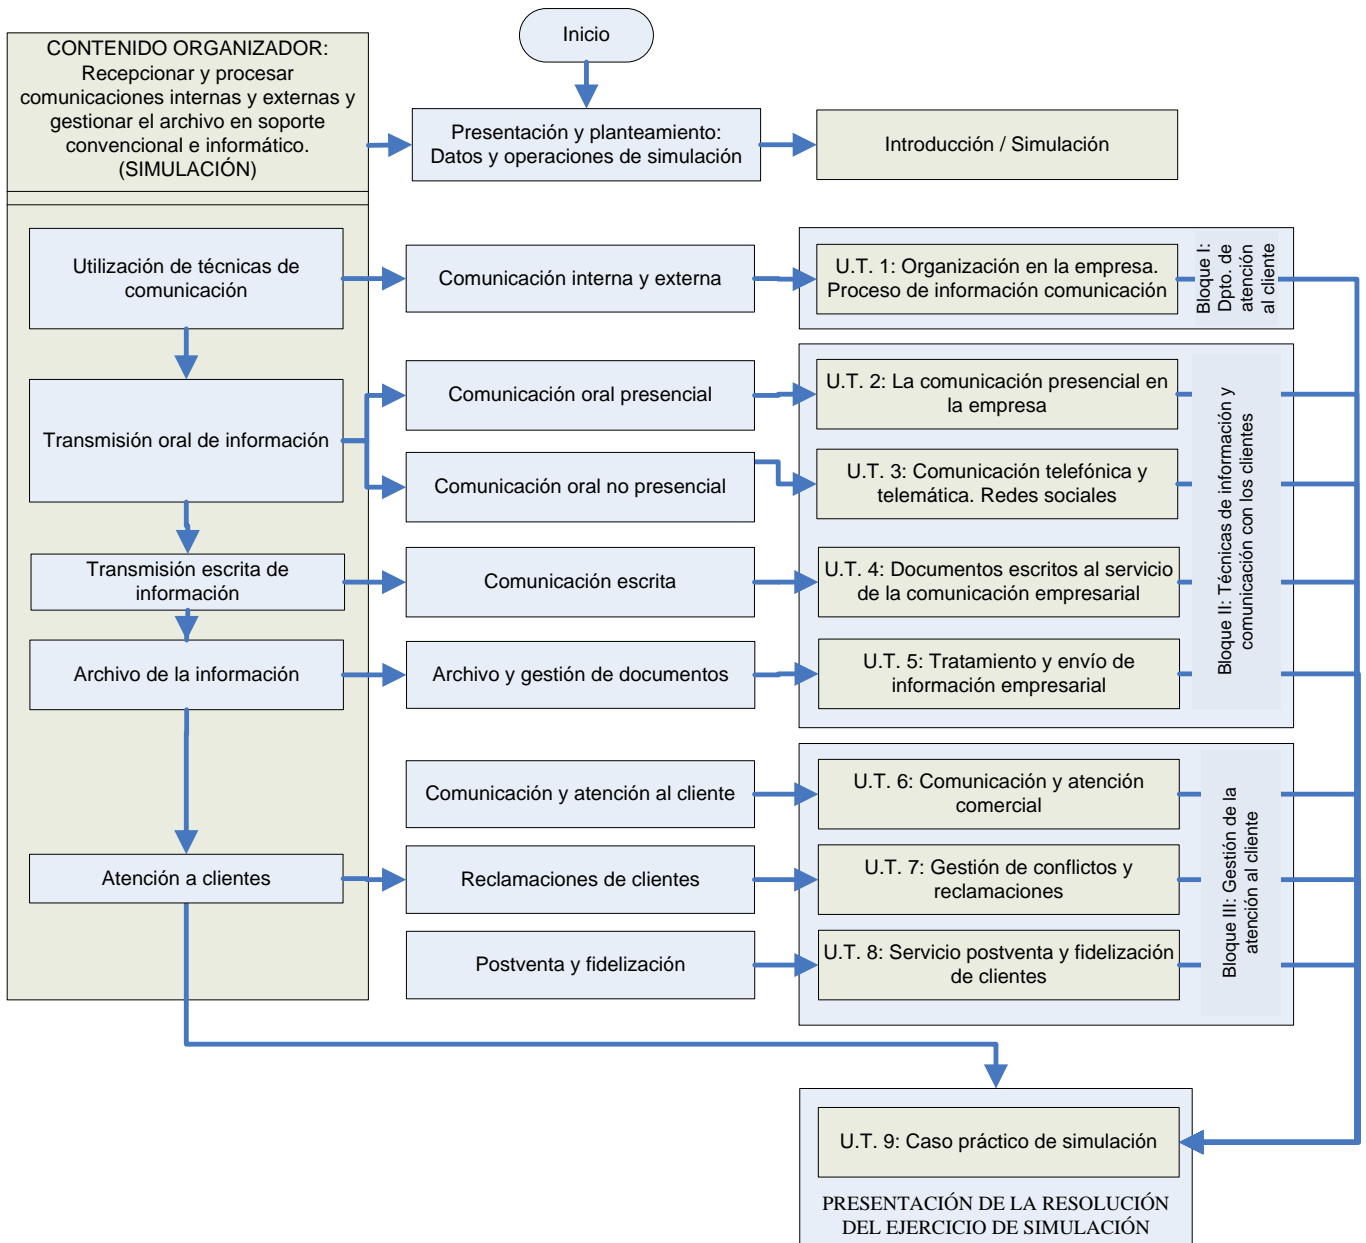 Inicio
CONTENIDO ORGANIZADOR:
Recepcionar y procesar
comunicaciones internas y externas y
gestionar el archivo en soporte
convencional e informático.
(SIMULACIÓN)
Presentación y planteamiento:
Datos y operaciones de simulación
Introducción / Simulación
Utilización de técnicas de
comunicación
Comunicación interna y externa
U.T. 1: Organización en la empresa.
Proceso de información comunicación
Bloque I:
Dpto. de
atención
al cliente
Transmisión oral de información
Comunicación oral presencial
U.T. 2: La comunicación presencial en
la empresa
Comunicación oral no presencial
U.T. 3: Comunicación telefónica y
telemática. Redes sociales
Bloque II: Técnicas de información y
comunicación con los clientes
Transmisión escrita de
información
Comunicación escrita
U.T. 4: Documentos escritos al servicio
de la comunicación empresarial
Archivo de la información
Archivo y gestión de documentos
U.T. 5: Tratamiento y envío de
información empresarial
Comunicación y atención al cliente
U.T. 6: Comunicación y atención
comercial
Bloque III: Gestión de la
atención al cliente
Atención a clientes
Reclamaciones de clientes
U.T. 7: Gestión de conflictos y
reclamaciones
Postventa y fidelización
U.T. 8: Servicio postventa y fidelización
de clientes
U.T. 9: Caso práctico de simulación
PRESENTACIÓN DE LA RESOLUCIÓN
DEL EJERCICIO DE SIMULACIÓN